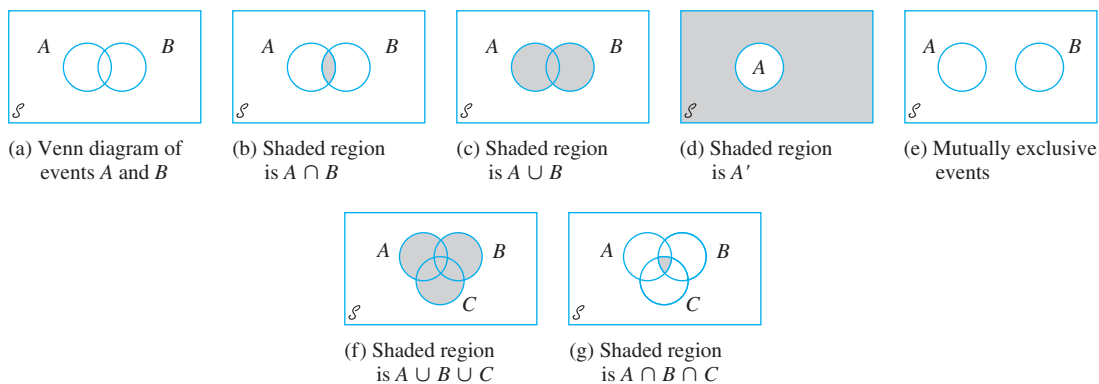 A B
𝒮
(a) Venn diagram of
events A and B
A B
𝒮
(b) Shaded region
is A ∩ B
A B
𝒮
(c) Shaded region
is A ∪ B
A
(d) Shaded region
is A′
𝒮
A B
𝒮
(e) Mutually exclusive
events
A B
C
𝒮
(f) Shaded region
is A ∪ B ∪ C
A B
C
𝒮
(g) Shaded region
is A ∩ B ∩ C